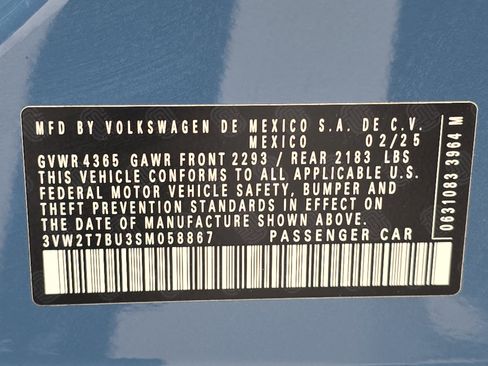 MFD BY VOLKSWAGEN DE MEXICO S.A. DE C.V.
MEXICO 02/25
GVWR 4365 GAWR FRONT 2293 / REAR 2183 LBS
THIS VEHICLE CONFORMS TO ALL APPLICABLE U.S.
FEDERAL MOTOR VEHICLE SAFETY, BUMPER AND
THEFT PREVENTION STANDARDS IN EFFECT ON THE
DATE OF MANUFACTURE SHOWN ABOVE.
3VW2T7BU3SM058867 PASSENGER CAR
0631083 3964 M